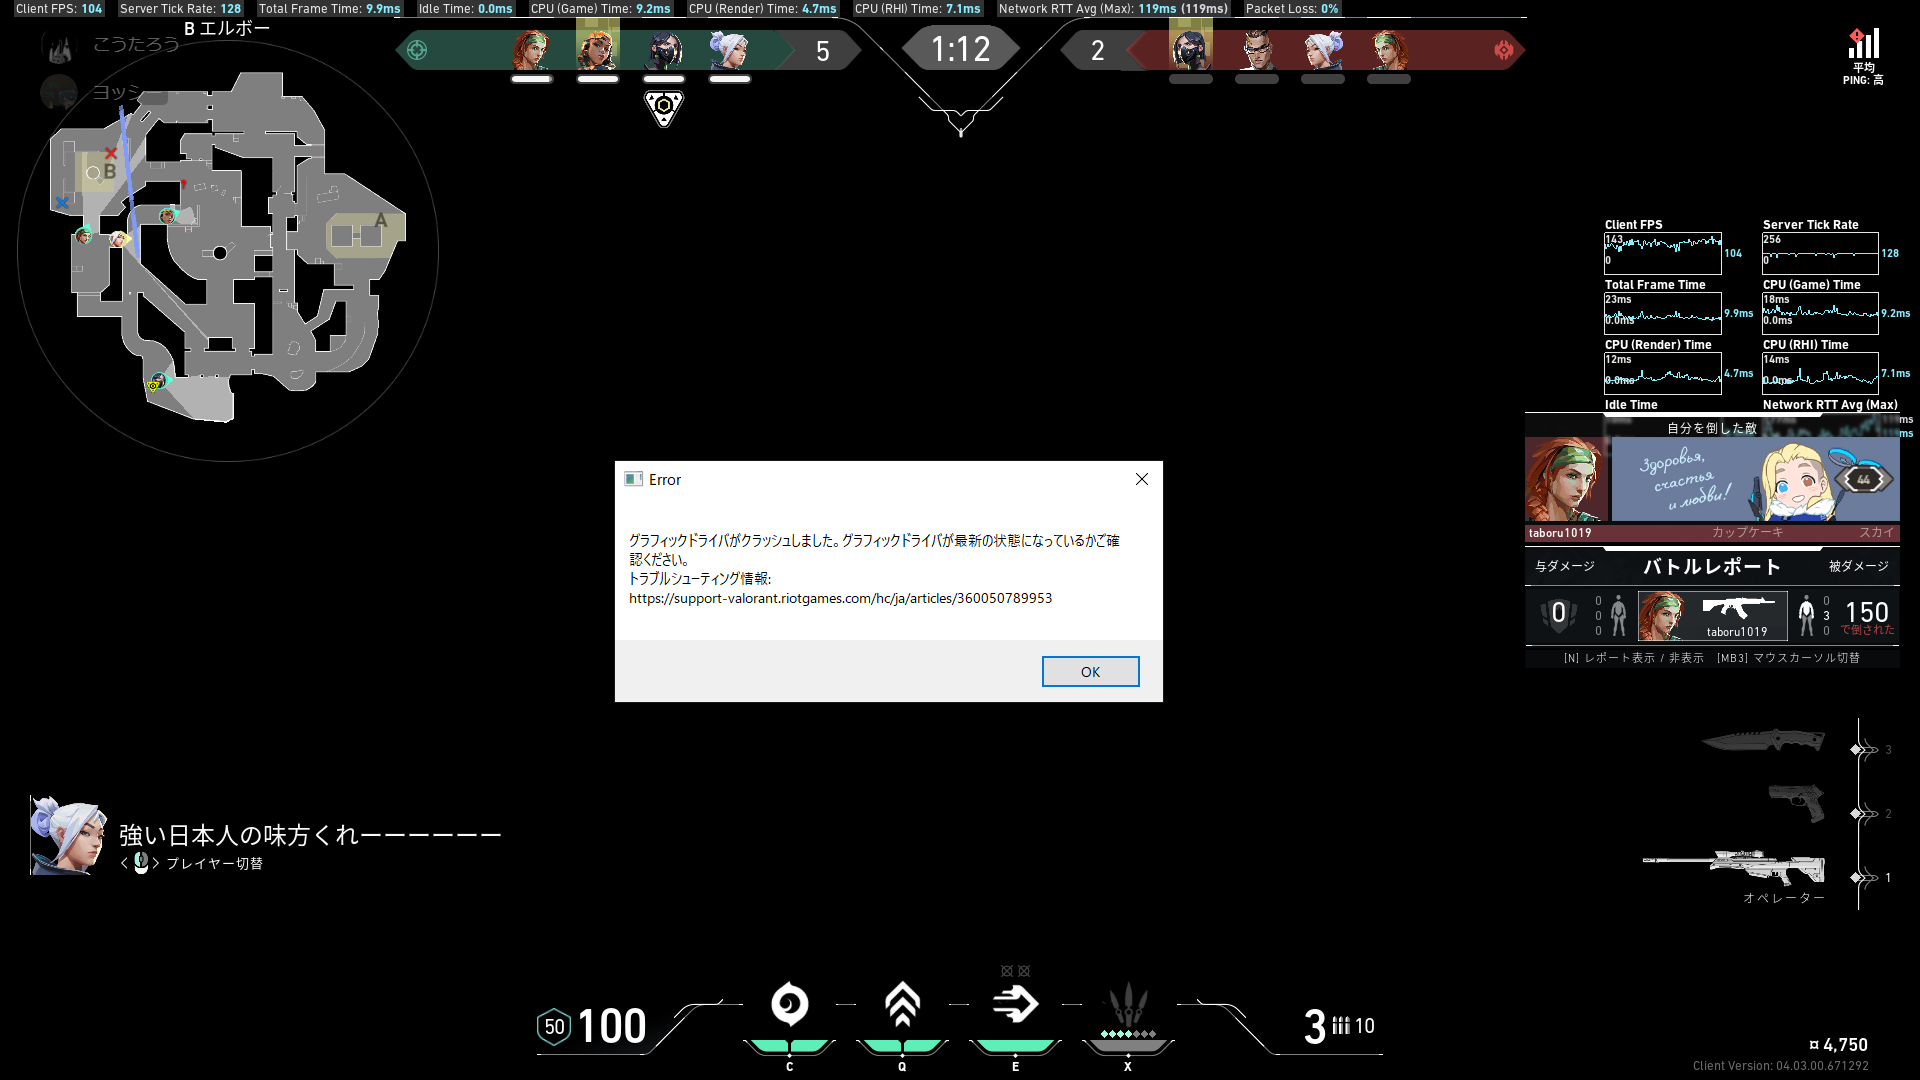 Client FPS: 104 Server Tick Rate: 128 Total Frame Time: 9.9ms Idle Time: 0.0ms CPU (Game) Time: 9.2ms CPU (Render) Time: 4.7ms CPU (RHI) Time: 7.1ms Network RTT Avg (Max): 119ms (119ms) Packet Loss: 0%
B エルボー
こうたろう
ヨッシー
B
A
5
1:12
2
平均
PING: 高
Client FPS
143
0
104
Server Tick Rate
256
0
128
Total Frame Time
23ms
0.0ms
9.9ms
CPU (Game) Time
18ms
0.0ms
9.2ms
CPU (Render) Time
12ms
0.0ms
4.7ms
CPU (RHI) Time
14ms
0.0ms
7.1ms
Idle Time
Network RTT Avg (Max)
自分を倒した敵
Здоровья,
счастья
и любви!
44
taboru1019 カップケーキ スカイ
与ダメージ バトルレポート 被ダメージ
0
0
0
0
taboru1019
0
3
0
150
で倒された
[N] レポート表示 / 非表示 [MB3] マウスカーソル切替
Error
グラフィックドライバがクラッシュしました。グラフィックドライバが最新の状態になっているかご確
認ください。
トラブルシューティング情報:
https://support-valorant.riotgames.com/hc/ja/articles/360050789953
OK
3
2
1
オペレーター
強い日本人の味方くれーーーーーー
< > プレイヤー切替
50 100
C
Q
E
X
3 10
¤ 4,750
Client Version: 04.03.00.671292